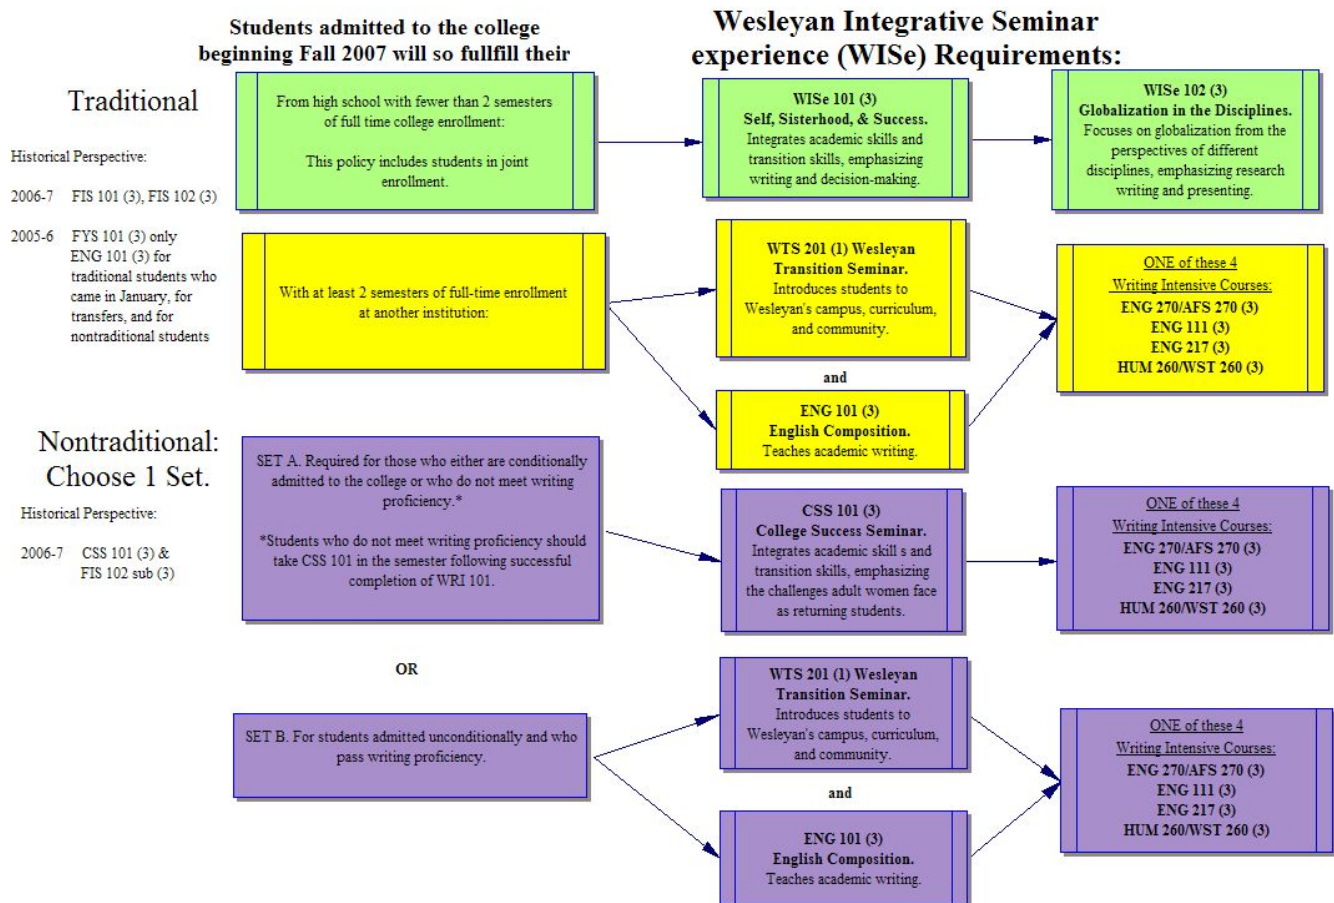 Students admitted to the college
beginning Fall 2007 will so fullfill their
Wesleyan Integrative Seminar
experience (WISe) Requirements:
Traditional
Historical Perspective:
2006-7 FIS 101 (3), FIS 102 (3)
2005-6 FYS 101 (3) only
ENG 101 (3) for
traditional students who
came in January, for
transfers, and for
nontraditional students
From high school with fewer than 2 semesters
of full time college enrollment:
This policy includes students in joint
enrollment.
WISe 101 (3)
Self, Sisterhood, & Success.
Integrates academic skills and
transition skills, emphasizing
writing and decision-making.
WISe 102 (3)
Globalization in the Disciplines.
Focuses on globalization from the
perspectives of different
disciplines, emphasizing research
writing and presenting.
With at least 2 semesters of full-time enrollment
at another institution:
WTS 201 (1) Wesleyan
Transition Seminar.
Introduces students to
Wesleyan's campus, curriculum,
and community.
and
ENG 101 (3)
English Composition.
Teaches academic writing.
ONE of these 4
Writing Intensive Courses:
ENG 270/AFS 270 (3)
ENG 111 (3)
ENG 217 (3)
HUM 260/WST 260 (3)
Nontraditional:
Choose 1 Set.
Historical Perspective:
2006-7 CSS 101 (3) &
FIS 102 sub (3)
SET A. Required for those who either are conditionally
admitted to the college or who do not meet writing
proficiency.*
*Students who do not meet writing proficiency should
take CSS 101 in the semester following successful
completion of WRI 101.
CSS 101 (3)
College Success Seminar.
Integrates academic skill s and
transition skills, emphasizing
the challenges adult women face
as returning students.
ONE of these 4
Writing Intensive Courses:
ENG 270/AFS 270 (3)
ENG 111 (3)
ENG 217 (3)
HUM 260/WST 260 (3)
OR
SET B. For students admitted unconditionally and who
pass writing proficiency.
WTS 201 (1) Wesleyan
Transition Seminar.
Introduces students to
Wesleyan's campus, curriculum,
and community.
and
ENG 101 (3)
English Composition.
Teaches academic writing.
ONE of these 4
Writing Intensive Courses:
ENG 270/AFS 270 (3)
ENG 111 (3)
ENG 217 (3)
HUM 260/WST 260 (3)